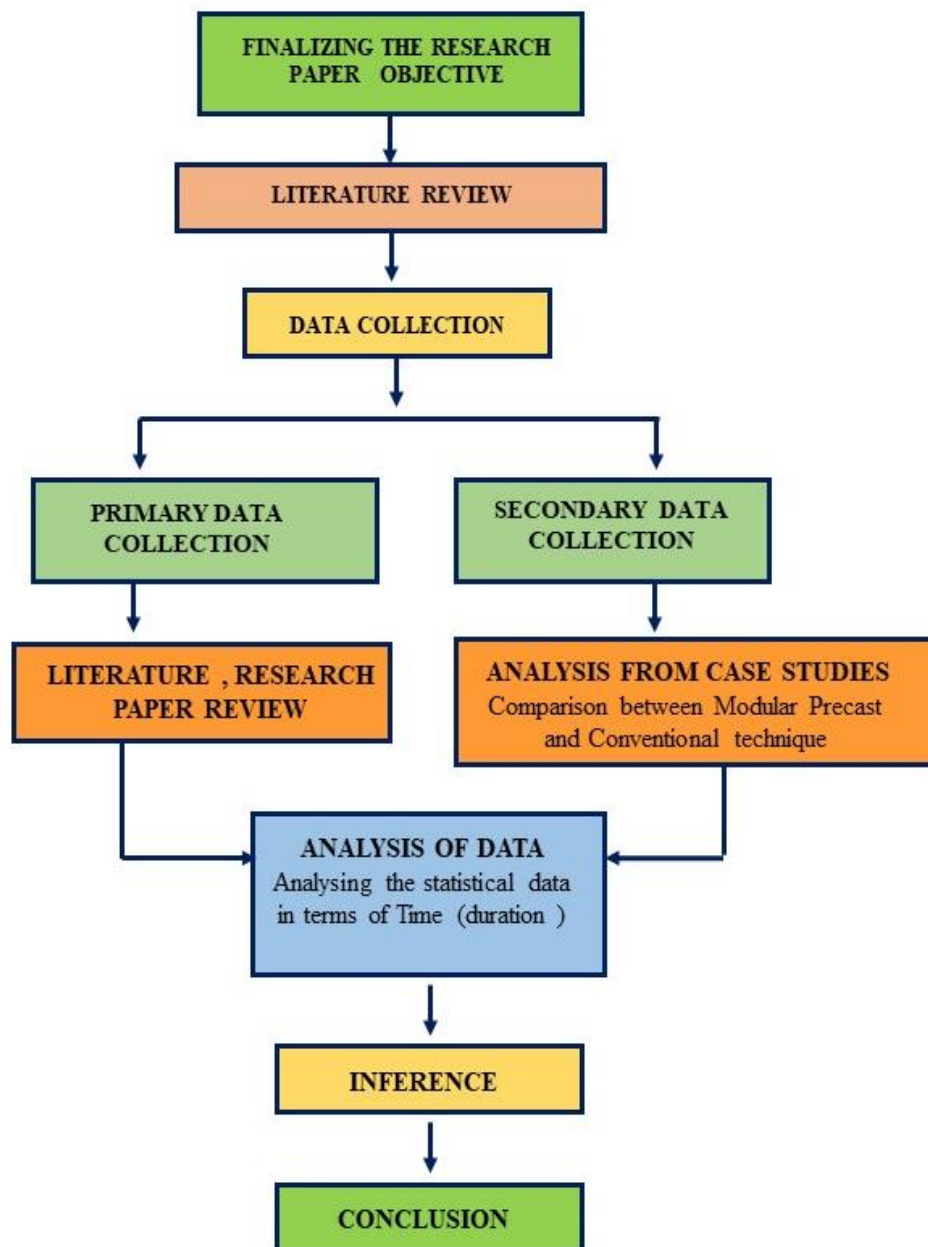 FINALIZING THE RESEARCH
PAPER OBJECTIVE
LITERATURE REVIEW
DATA COLLECTION
PRIMARY DATA
COLLECTION
SECONDARY DATA
COLLECTION
LITERATURE , RESEARCH
PAPER REVIEW
ANALYSIS FROM CASE STUDIES
Comparison between Modular Precast
and Conventional technique
ANALYSIS OF DATA
Analysing the statistical data
in terms of Time (duration )
INFERENCE
CONCLUSION